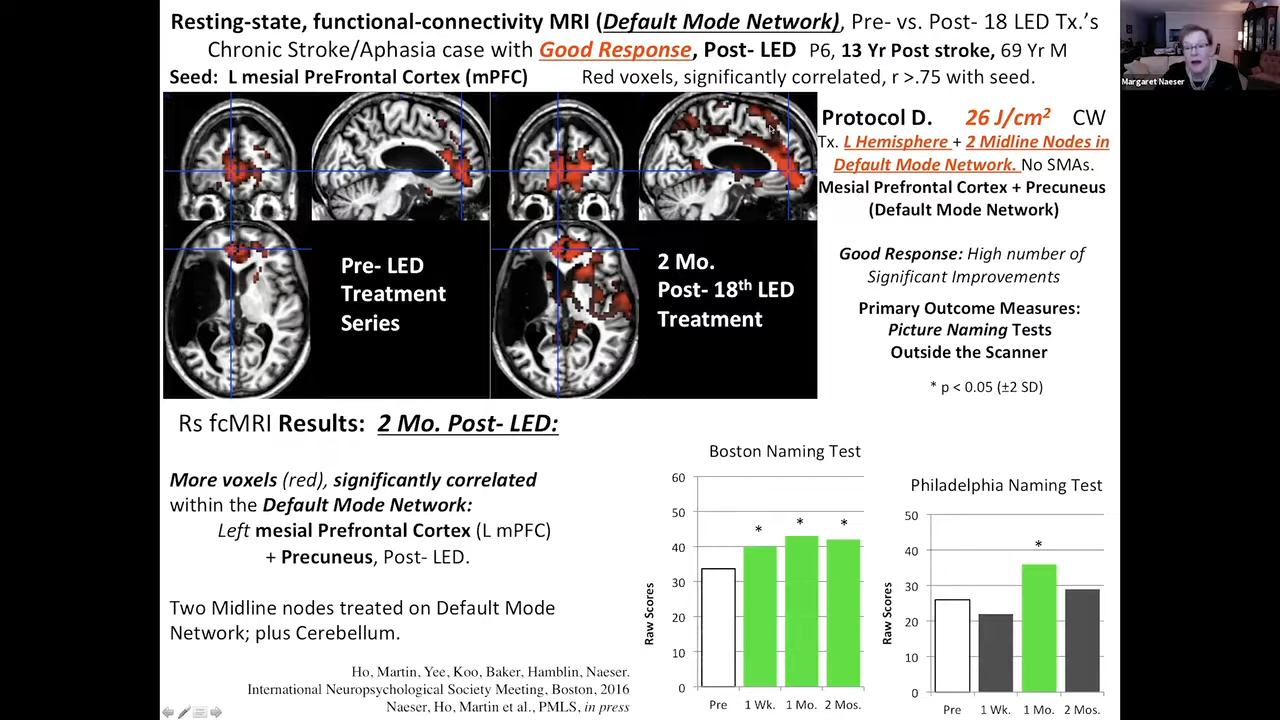 Resting-state, functional-connectivity MRI (Default Mode Network), Pre- vs. Post- 18 LED Tx.'s
Chronic Stroke/Aphasia case with Good Response, Post- LED P6, 13 Yr Post stroke, 69 Yr M
Seed: L mesial PreFrontal Cortex (mPFC) Red voxels, significantly correlated, r >.75 with seed.
Margaret Naeser
Protocol D. 26 J/cm² CW
Tx. L Hemisphere + 2 Midline Nodes in
Default Mode Network. No SMAs.
Mesial Prefrontal Cortex + Precuneus
(Default Mode Network)
Good Response: High number of
Significant Improvements
Primary Outcome Measures:
Picture Naming Tests
Outside the Scanner
* p < 0.05 (±2 SD)
Pre- LED
Treatment
Series
2 Mo.
Post- 18th LED
Treatment
Rs fcMRI Results: 2 Mo. Post- LED:
More voxels (red), significantly correlated
within the Default Mode Network:
Left mesial Prefrontal Cortex (L mPFC)
+ Precuneus, Post- LED.
Two Midline nodes treated on Default Mode
Network; plus Cerebellum.
Ho, Martin, Yee, Koo, Baker, Hamblin, Naeser.
International Neuropsychological Society Meeting, Boston, 2016
Naeser, Ho, Martin et al., PMLS, in press
Boston Naming Test
60
50
40
30
20
10
0
Raw Scores
* * *
Pre 1 Wk. 1 Mo. 2 Mos.
Philadelphia Naming Test
50
40
30
20
10
0
Raw Scores
*
Pre 1 Wk. 1 Mo. 2 Mos.